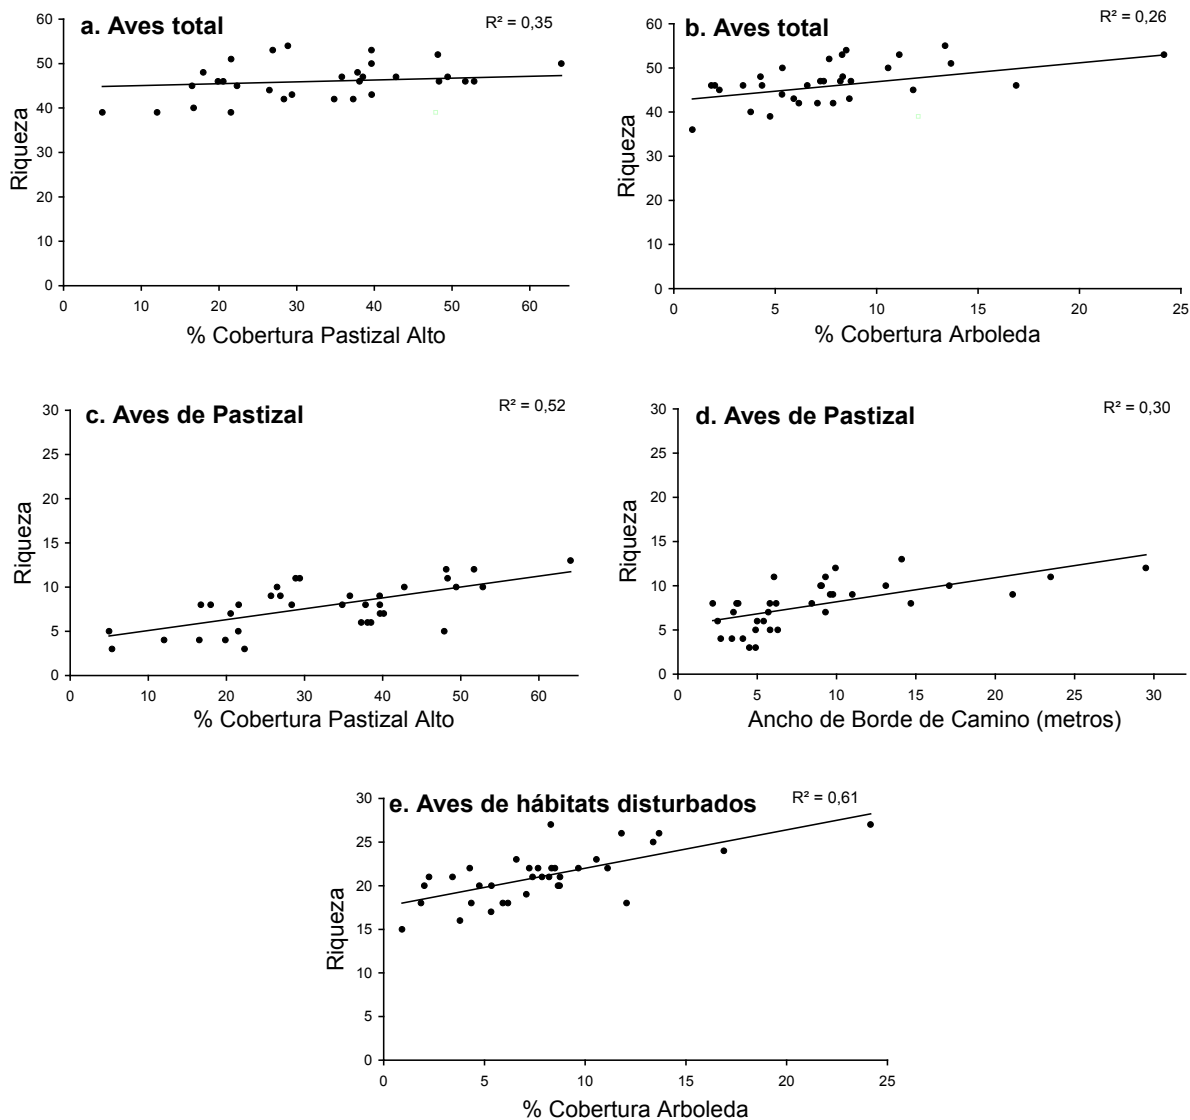 a. Aves total
R² = 0,35
60
50
40
30
20
10
0
Riqueza
0 10 20 30 40 50 60
% Cobertura Pastizal Alto
b. Aves total
R² = 0,26
60
50
40
30
20
10
0
Riqueza
0 5 10 15 20 25
% Cobertura Arboleda
c. Aves de Pastizal
R² = 0,52
30
25
20
15
10
5
0
Riqueza
0 10 20 30 40 50 60
% Cobertura Pastizal Alto
d. Aves de Pastizal
R² = 0,30
30
25
20
15
10
5
0
Riqueza
0 5 10 15 20 25 30
Ancho de Borde de Camino (metros)
e. Aves de hábitats disturbados
R² = 0,61
30
25
20
15
10
5
0
Riqueza
0 5 10 15 20 25
% Cobertura Arboleda